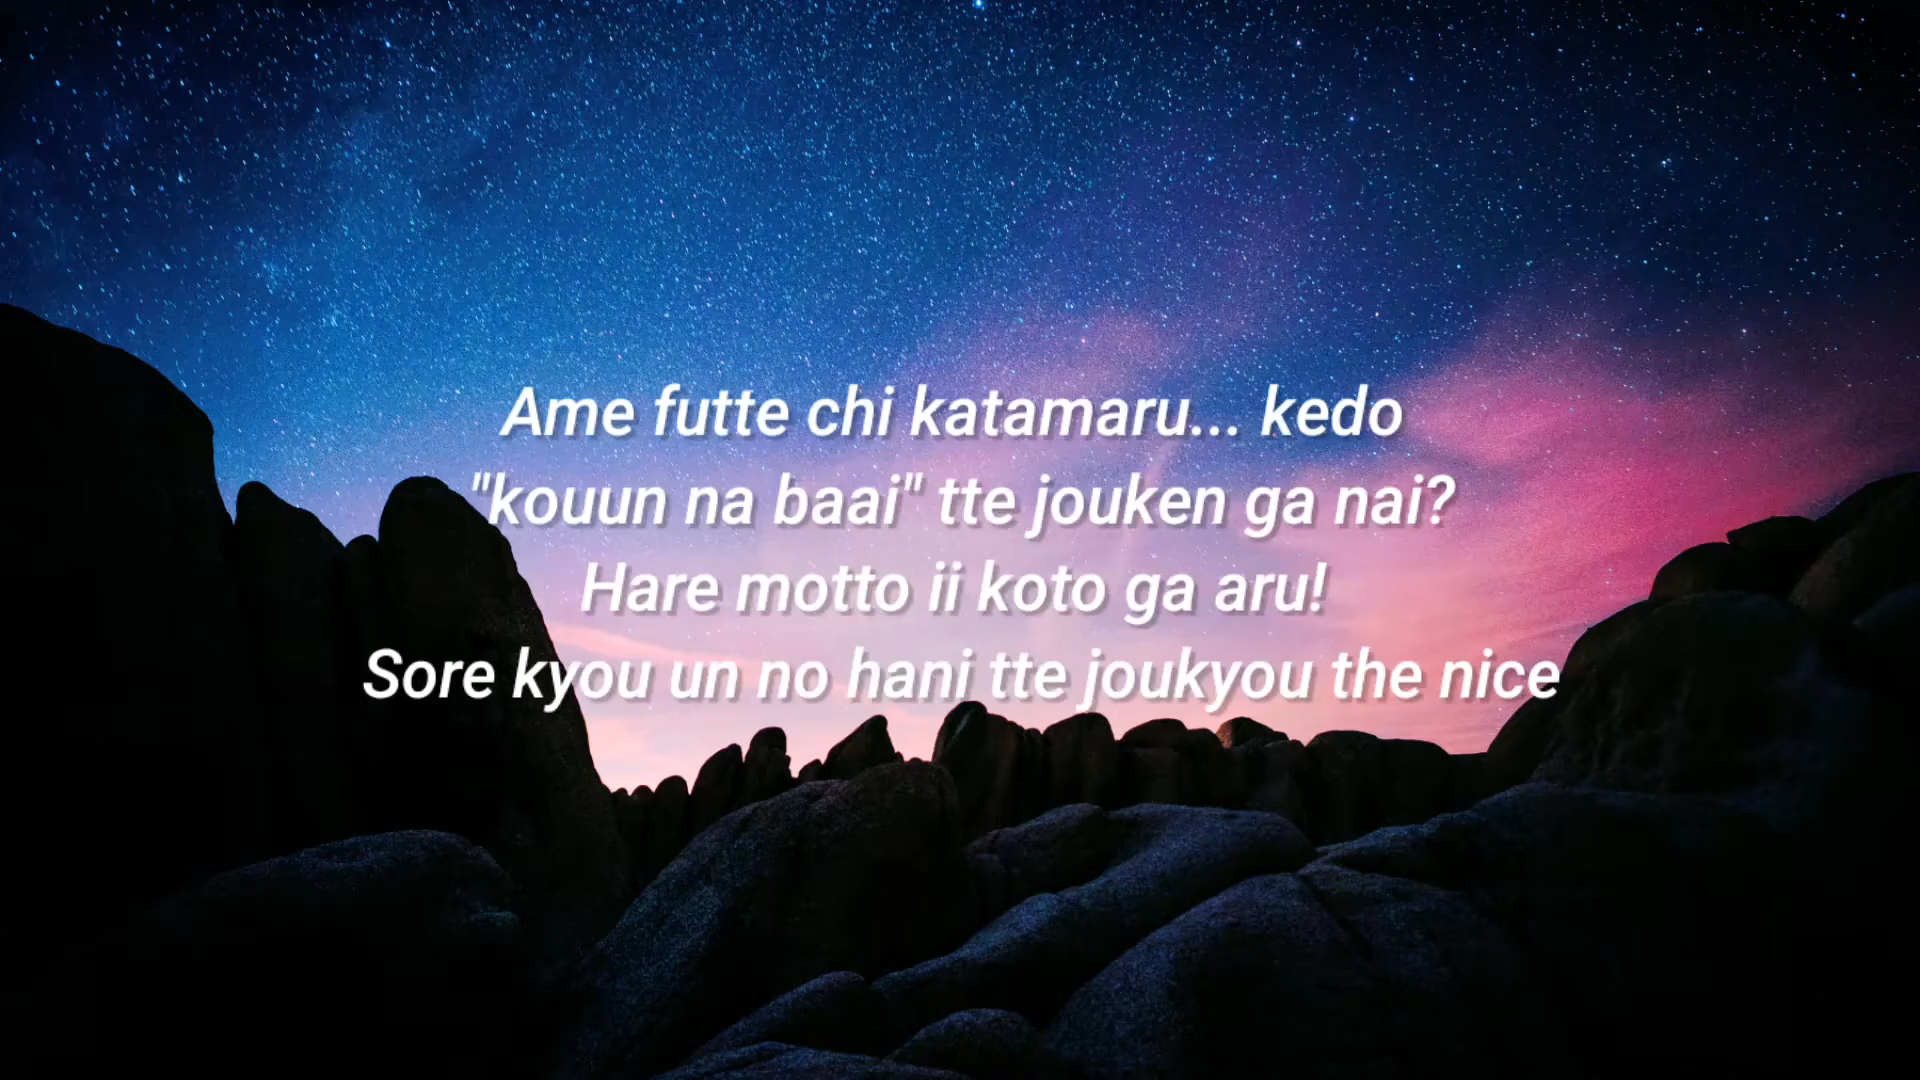 Ame futte chi katamaru... kedo
"kouun na baai" tte jouken ga nai?
Hare motto ii koto ga aru!
Sore kyou un no hani tte joukyou the nice